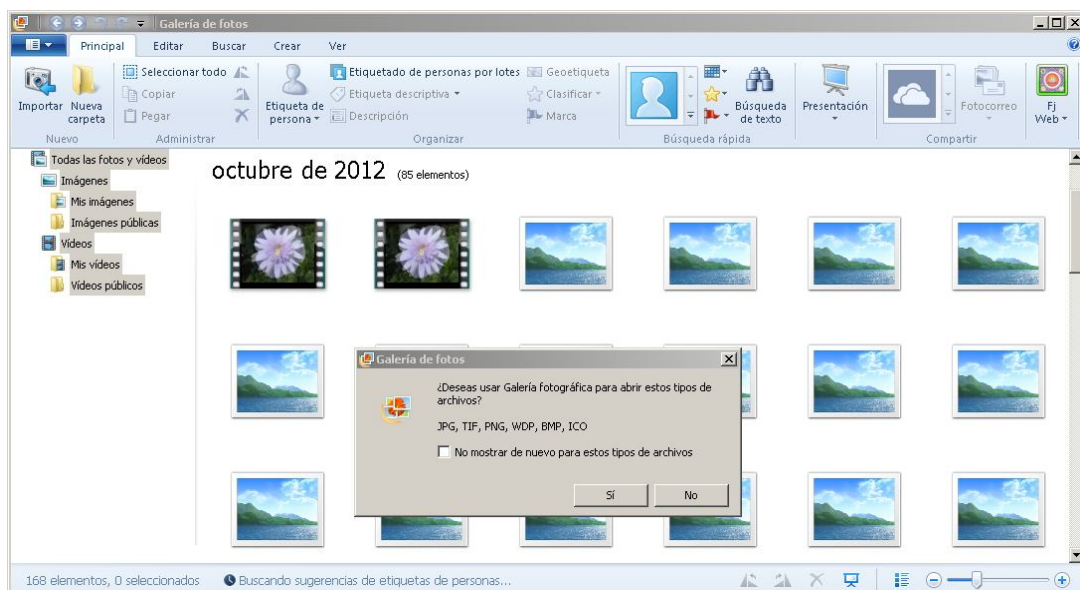 Galería de fotos
Principal Editar Buscar Crear Ver
Importar
Nueva carpeta
Nuevo
Seleccionar todo
Copiar
Pegar
Administrar
Etiqueta de persona
Etiquetado de personas por lotes
Etiqueta descriptiva
Descripción
Geoetiqueta
Clasificar
Marca
Organizar
Búsqueda de texto
Búsqueda rápida
Presentación
Fotocorreo
Compartir
Fj Web
Todas las fotos y vídeos
Imágenes
Mis imágenes
Imágenes públicas
Vídeos
Mis vídeos
Vídeos públicos
octubre de 2012 (85 elementos)
Galería de fotos
¿Deseas usar Galería fotográfica para abrir estos tipos de
archivos?
JPG, TIF, PNG, WDP, BMP, ICO
No mostrar de nuevo para estos tipos de archivos
Sí No
168 elementos, 0 seleccionados Buscando sugerencias de etiquetas de personas...